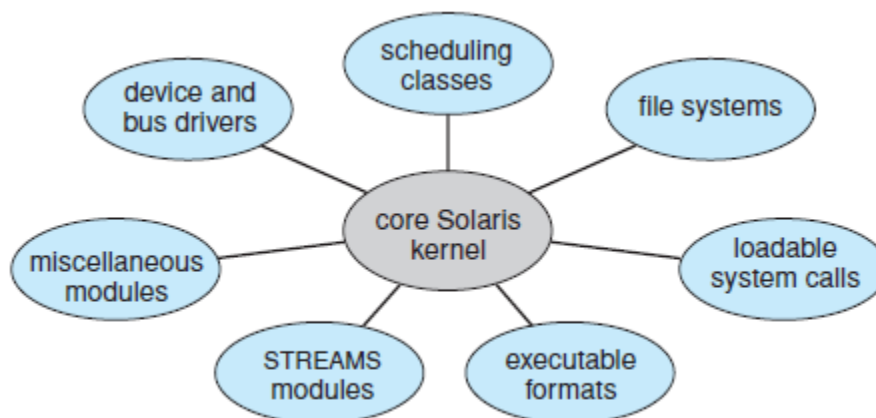 scheduling
classes
device and
bus drivers
file systems
core Solaris
kernel
miscellaneous
modules
loadable
system calls
STREAMS
modules
executable
formats